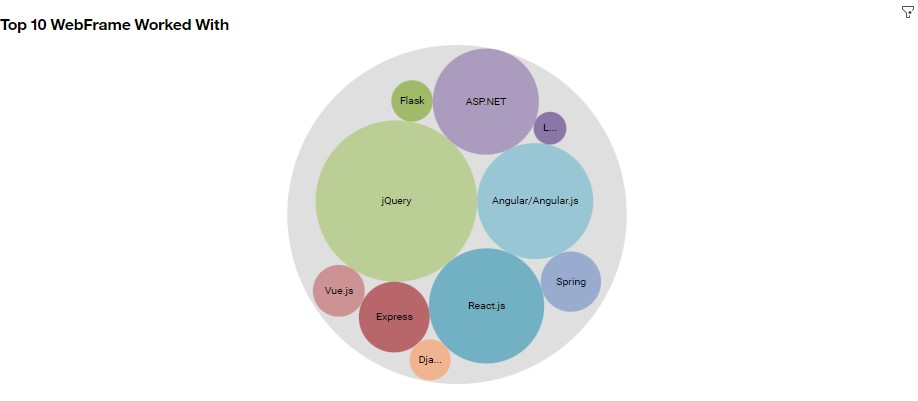 Top 10 WebFrame Worked With
Flask
ASP.NET
L...
jQuery
Angular/Angular.js
Vue.js
Express
React.js
Spring
Dja...